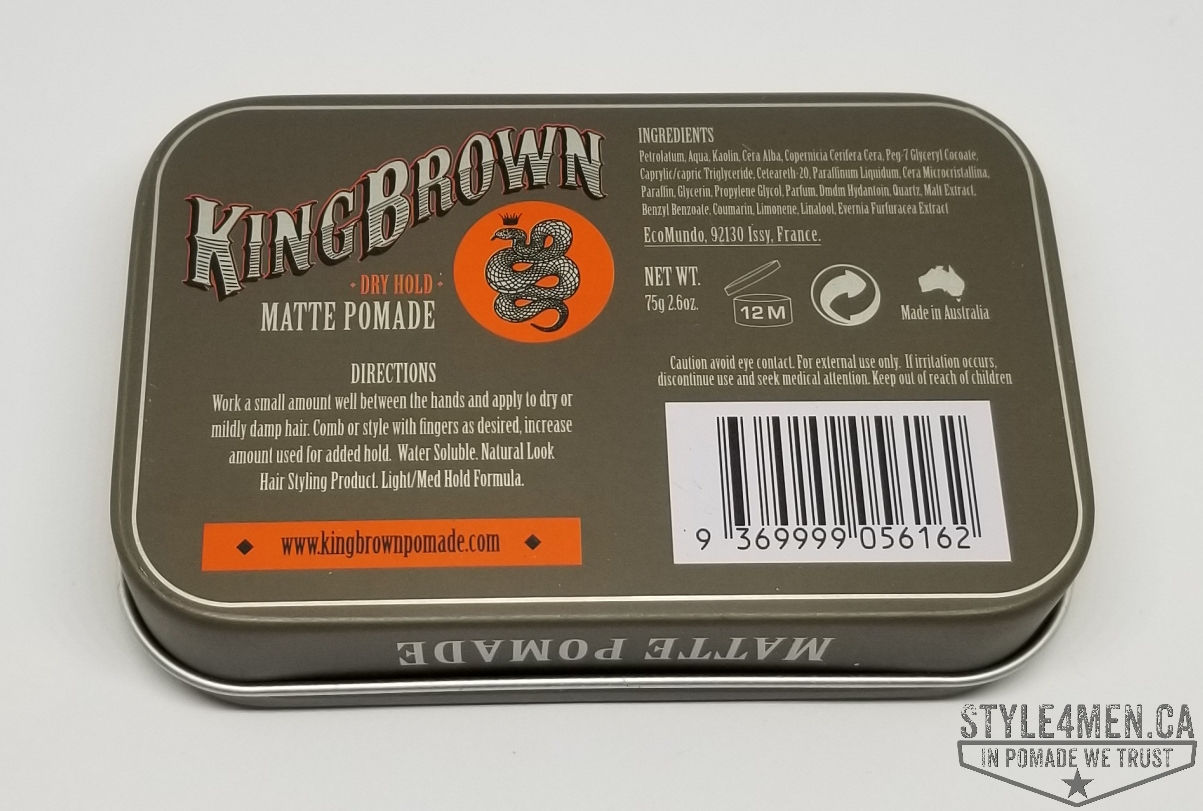 KINGBROWN
· DRY HOLD ·
MATTE POMADE
DIRECTIONS
Work a small amount well between the hands and apply to dry or
mildly damp hair. Comb or style with fingers as desired, increase
amount used for added hold. Water Soluble. Natural Look
Hair Styling Product. Light/Med Hold Formula.
www.kingbrownpomade.com
INGREDIENTS
Petrolatum, Aqua, Kaolin, Cera Alba, Copernicia Cerifera Cera, Peg-7 Glyceryl Cocoate,
Caprylic/capric Triglyceride, Ceteareth-20, Paraffinum Liquidum, Cera Microcristallina,
Paraffin, Glycerin, Propylene Glycol, Parfum, Dmdm Hydantoin, Quartz, Malt Extract,
Benzyl Benzoate, Coumarin, Limonene, Linalool, Evernia Furfuracea Extract
EcoMundo, 92130 Issy, France.
NET WT.
75g 2.6oz.
12 M
Made in Australia
Caution avoid eye contact. For external use only. If irritation occurs,
discontinue use and seek medical attention. Keep out of reach of children
9 369999 056162
MATTE POMADE
STYLE4MEN.CA
IN POMADE WE TRUST